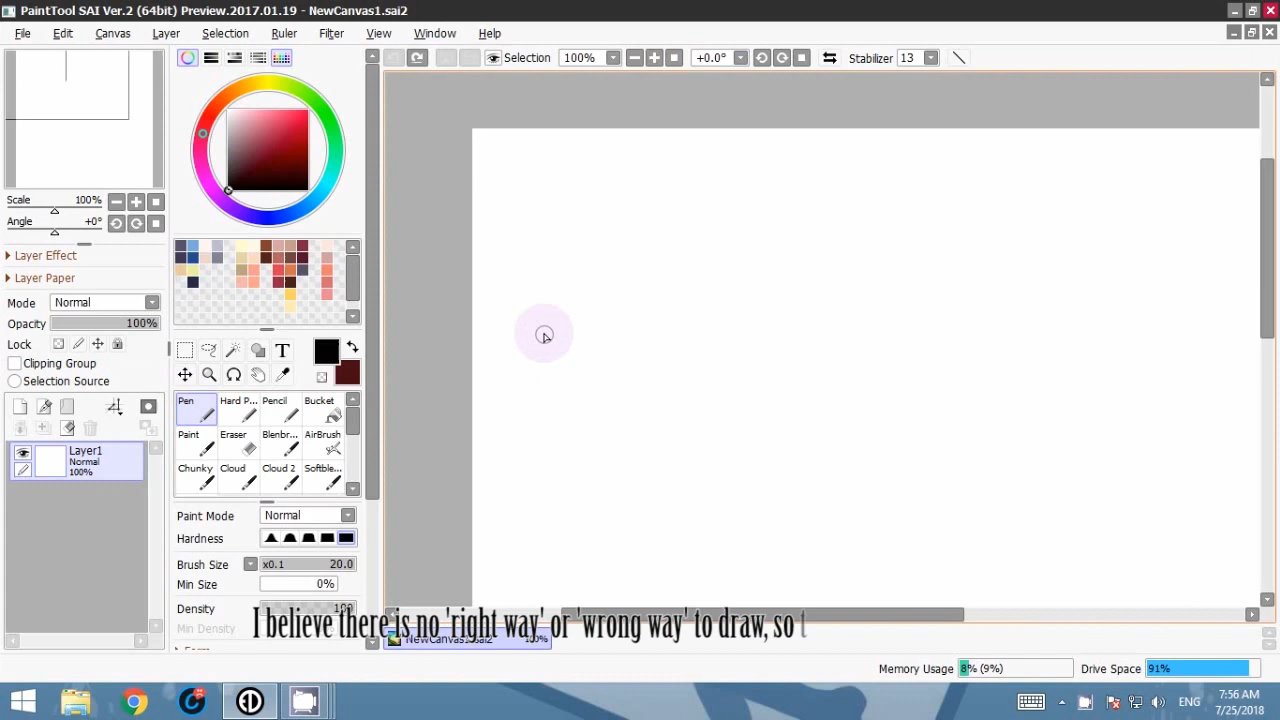 PaintTool SAI Ver.2 (64bit) Preview.2017.01.19 - NewCanvas1.sai2
File Edit Canvas Layer Selection Ruler Filter View Window Help
Selection 100% +0.0° Stabilizer 13
Scale 100%
Angle +0°
Layer Effect
Layer Paper
Mode Normal
Opacity 100%
Lock
Clipping Group
Selection Source
Layer1
Normal
100%
T
Pen Hard P... Pencil Bucket
Paint Eraser Blenbr... AirBrush
Chunky Cloud Cloud 2 Softble...
Paint Mode Normal
Hardness
Brush Size x0.1 20.0
Min Size 0%
Density 100
Min Density
I believe there is no 'right way' or 'wrong way' to draw, so t
NewCanvas1.sai2 100%
Memory Usage 8% (9%) Drive Space 91%
ENG
7:56 AM
7/25/2018